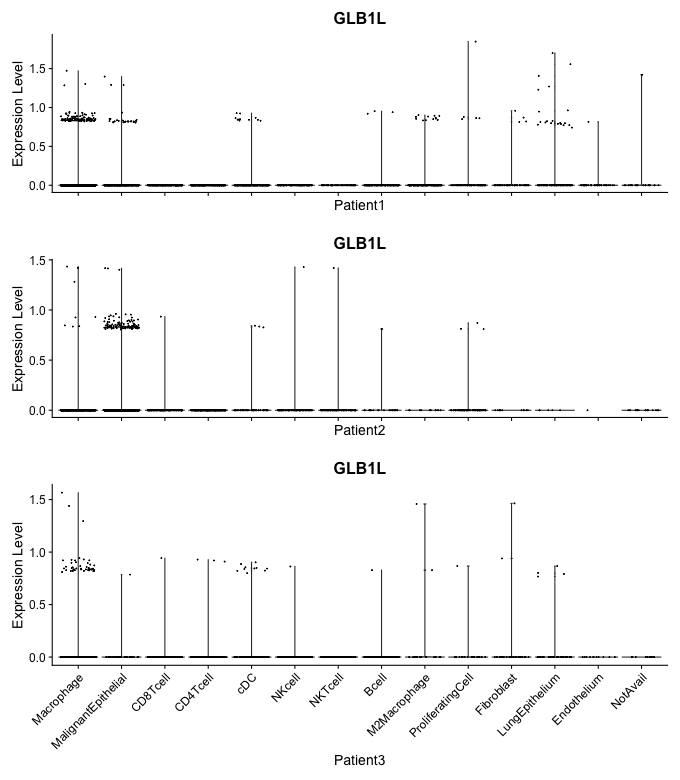 GLB1L
Expression Level
1.5
1.0
0.5
0.0
Patient1
GLB1L
Expression Level
1.5
1.0
0.5
0.0
Patient2
GLB1L
Expression Level
1.5
1.0
0.5
0.0
Macrophage
MalignantEpithelial
CD8Tcell
CD4Tcell
cDC
NKcell
NKTcell
Bcell
M2Macrophage
ProliferatingCell
Fibroblast
LungEpithelium
Endothelium
NotAvail
Patient3